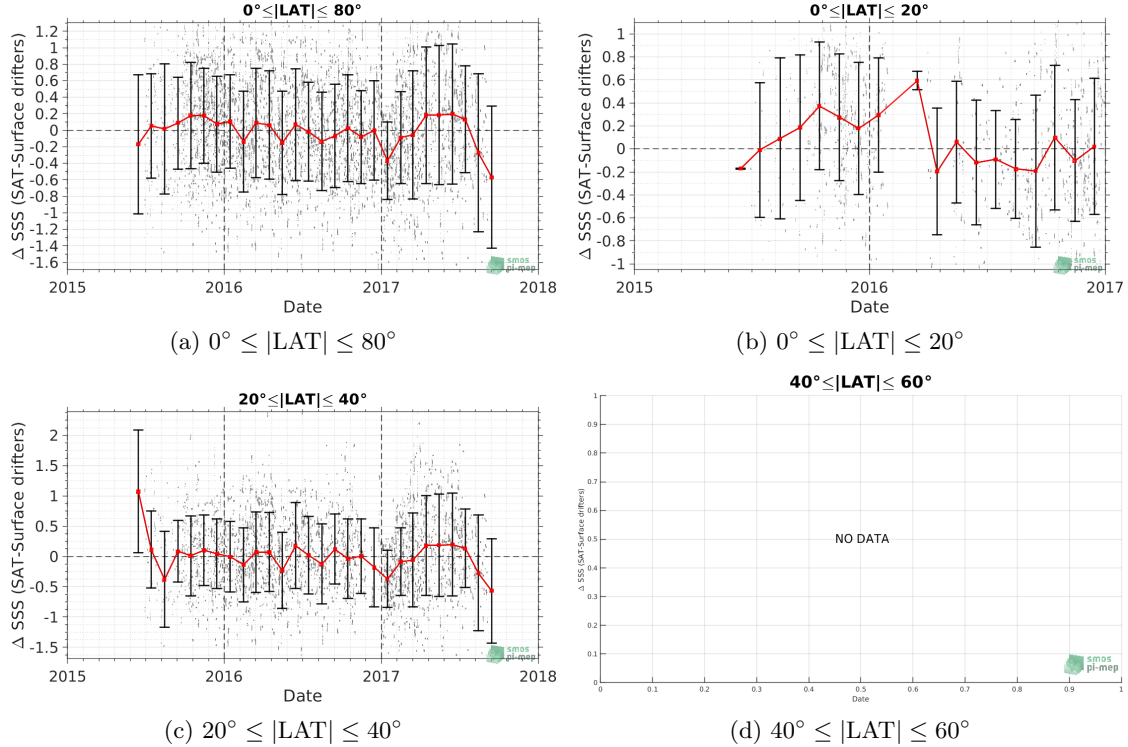 0°≤|LAT|≤ 80°
Δ SSS (SAT-Surface drifters)
1.2
1
0.8
0.6
0.4
0.2
0
-0.2
-0.4
-0.6
-0.8
-1
-1.2
-1.4
-1.6
2015
2016
2017
2018
Date
smos
pi-mep
(a) 0° ≤ |LAT| ≤ 80°
0°≤|LAT|≤ 20°
Δ SSS (SAT-Surface drifters)
1
0.8
0.6
0.4
0.2
0
-0.2
-0.4
-0.6
-0.8
-1
2015
2016
2017
Date
smos
pi-mep
(b) 0° ≤ |LAT| ≤ 20°
20°≤|LAT|≤ 40°
Δ SSS (SAT-Surface drifters)
2
1.5
1
0.5
0
-0.5
-1
-1.5
2015
2016
2017
2018
Date
smos
pi-mep
(c) 20° ≤ |LAT| ≤ 40°
40°≤|LAT|≤ 60°
Δ SSS (SAT-Surface drifters)
1
0.9
0.8
0.7
0.6
0.5
0.4
0.3
0.2
0.1
0
NO DATA
0
0.1
0.2
0.3
0.4
0.5
0.6
0.7
0.8
0.9
1
Date
smos
pi-mep
(d) 40° ≤ |LAT| ≤ 60°